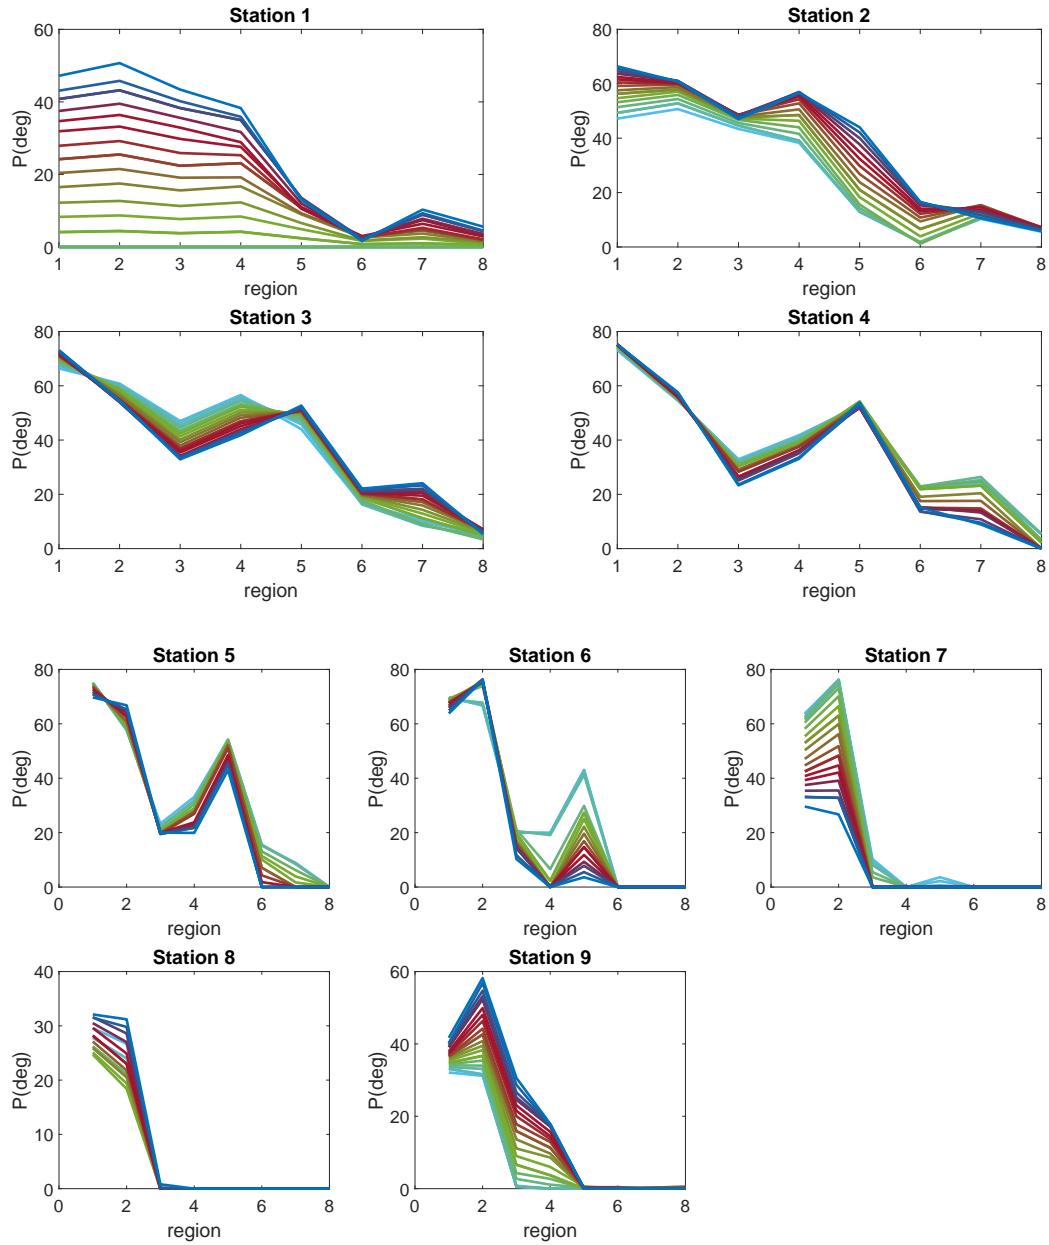 Station 1
P(deg)
60
40
20
0
1 2 3 4 5 6 7 8
region
Station 2
P(deg)
80
60
40
20
0
1 2 3 4 5 6 7 8
region
Station 3
P(deg)
80
60
40
20
0
1 2 3 4 5 6 7 8
region
Station 4
P(deg)
80
60
40
20
0
1 2 3 4 5 6 7 8
region
Station 5
P(deg)
80
60
40
20
0
0 2 4 6 8
region
Station 6
P(deg)
80
60
40
20
0
0 2 4 6 8
region
Station 7
P(deg)
80
60
40
20
0
0 2 4 6 8
region
Station 8
P(deg)
40
30
20
10
0
0 2 4 6 8
region
Station 9
P(deg)
60
40
20
0
0 2 4 6 8
region